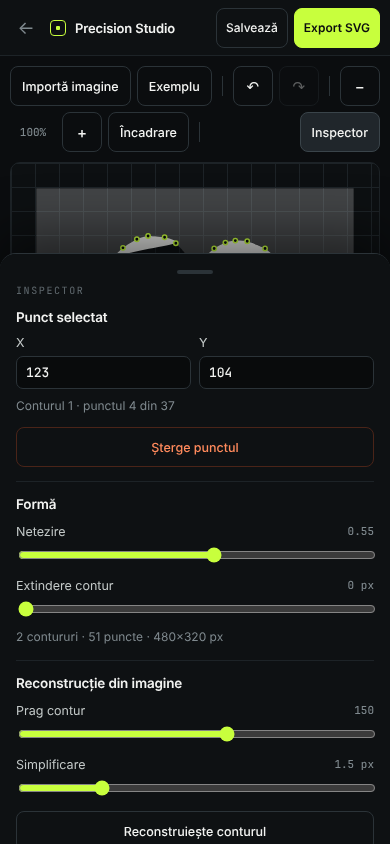 ← Precision Studio Salvează Export SVG
Importă imagine Exemplu ↶ ↷ −
100% + Încadrare Inspector
INSPECTOR
Punct selectat
X Y
123 104
Conturul 1 · punctul 4 din 37
Șterge punctul
Formă
Netezire 0.55
Extindere contur 0 px
2 contururi · 51 puncte · 480×320 px
Reconstrucție din imagine
Prag contur 150
Simplificare 1.5 px
Reconstruiește conturul